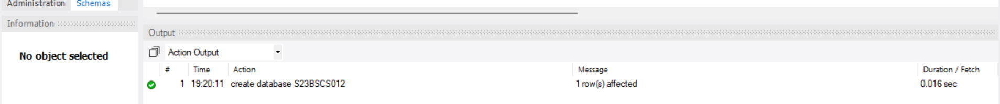 Administration Schemas
Information
No object selected
Output
Action Output
# Time Action Message Duration / Fetch
1 19:20:11 create database S23BSCS012 1 row(s) affected 0.016 sec